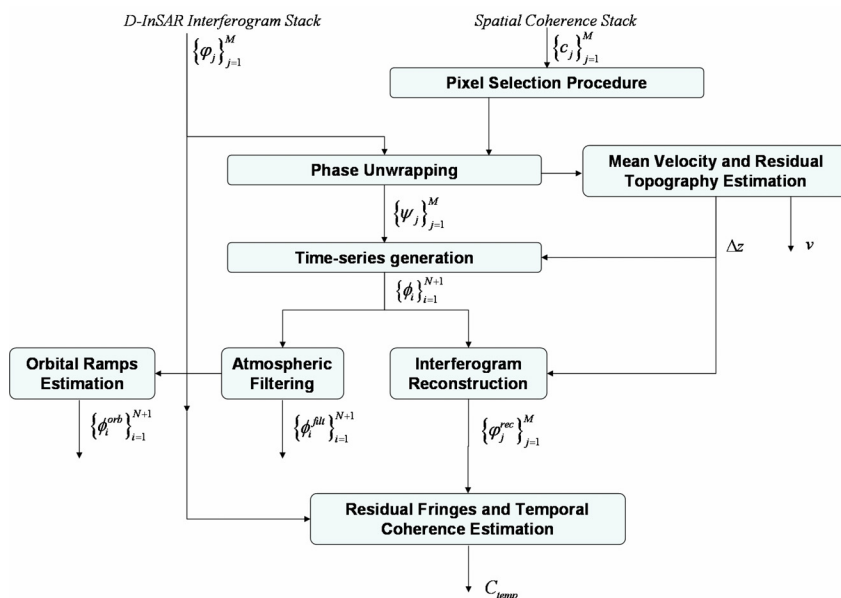 D-InSAR Interferogram Stack
Spatial Coherence Stack
{φ_j}_{j=1}^{M}
{c_j}_{j=1}^{M}
Pixel Selection Procedure
Phase Unwrapping
Mean Velocity and Residual
Topography Estimation
{ψ_j}_{j=1}^{M}
Δz
v
Time-series generation
{ϕ_i}_{i=1}^{N+1}
Orbital Ramps
Estimation
Atmospheric
Filtering
Interferogram
Reconstruction
{ϕ_i^{orb}}_{i=1}^{N+1}
{ϕ_i^{filt}}_{i=1}^{N+1}
{φ_j^{rec}}_{j=1}^{M}
Residual Fringes and Temporal
Coherence Estimation
C_{temp}